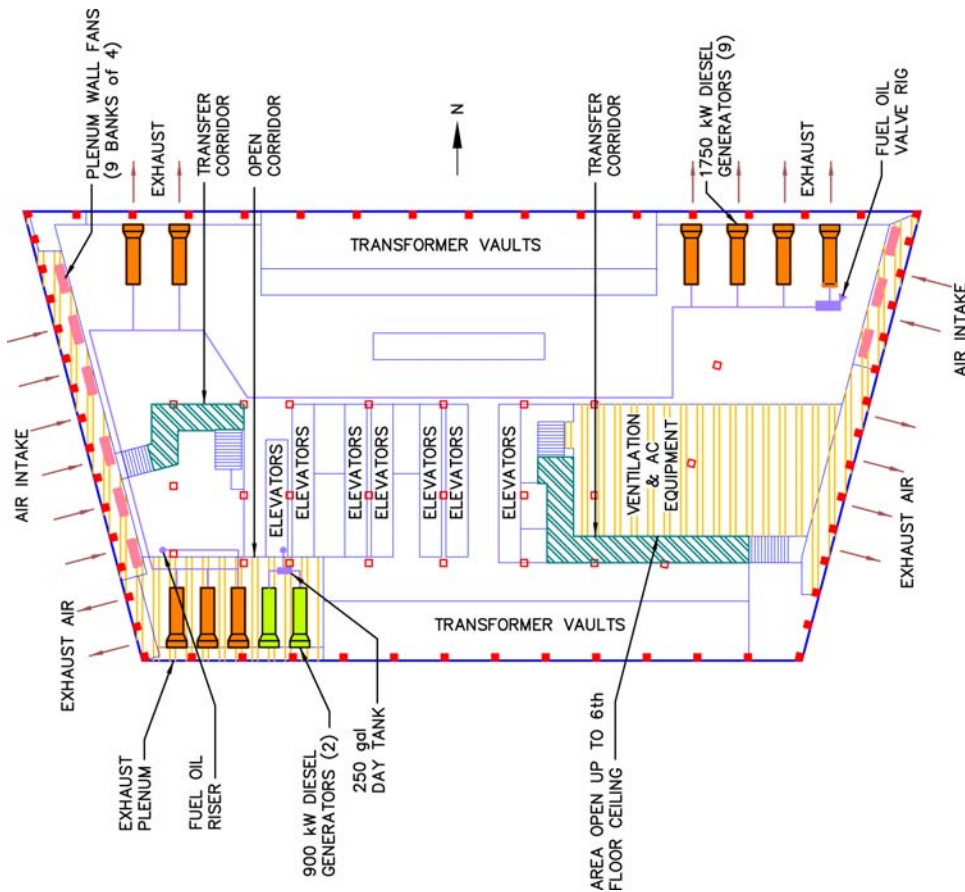 PLENUM WALL FANS
(9 BANKS of 4)
EXHAUST
TRANSFER
CORRIDOR
OPEN
CORRIDOR
N
TRANSFER
CORRIDOR
1750 kW DIESEL
GENERATORS (9)
EXHAUST
FUEL OIL
VALVE RIG
TRANSFORMER VAULTS
AIR INTAKE
AIR INTAKE
ELEVATORS
ELEVATORS
ELEVATORS
ELEVATORS
ELEVATORS
ELEVATORS
ELEVATORS
VENTILATION
& AC
EQUIPMENT
EXHAUST AIR
EXHAUST AIR
TRANSFORMER VAULTS
EXHAUST
PLENUM
FUEL OIL
RISER
900 kW DIESEL
GENERATORS (2)
250 gal
DAY TANK
AREA OPEN UP TO 6th
FLOOR CEILING